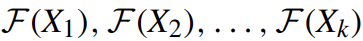 ℱ(X₁), ℱ(X₂), …, ℱ(Xₖ)